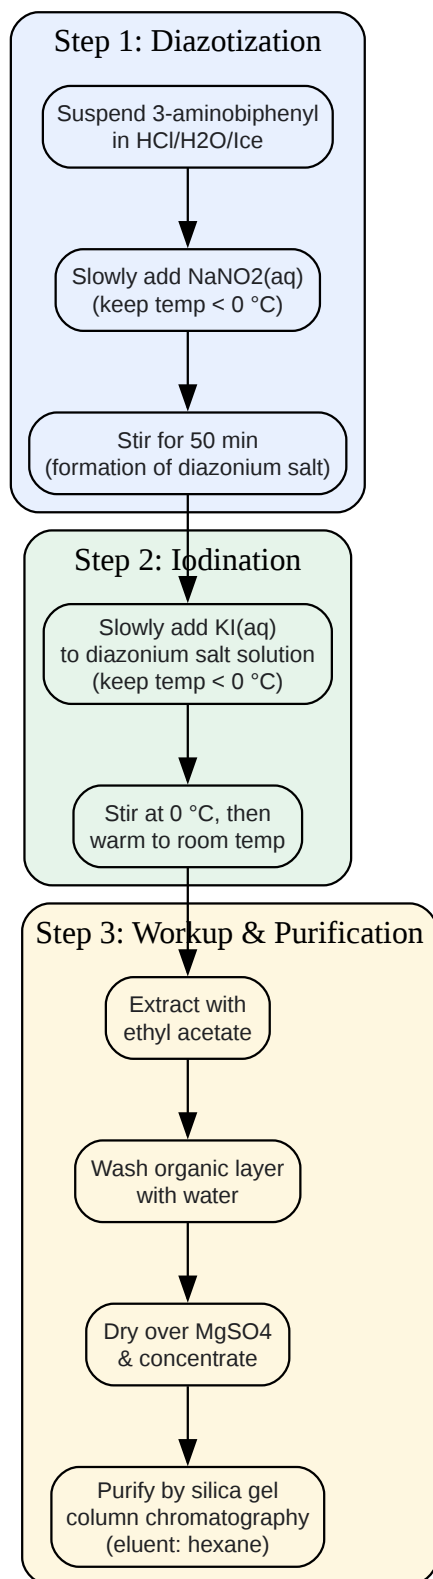 Step 1: Diazotization
Suspend 3-aminobiphenyl
in HCl/H2O/Ice
Slowly add NaNO2(aq)
(keep temp < 0 °C)
Stir for 50 min
(formation of diazonium salt)
Step 2: Iodination
Slowly add KI(aq)
to diazonium salt solution
(keep temp < 0 °C)
Stir at 0 °C, then
warm to room temp
Step 3: Workup & Purification
Extract with
ethyl acetate
Wash organic layer
with water
Dry over MgSO4
& concentrate
Purify by silica gel
column chromatography
(eluent: hexane)